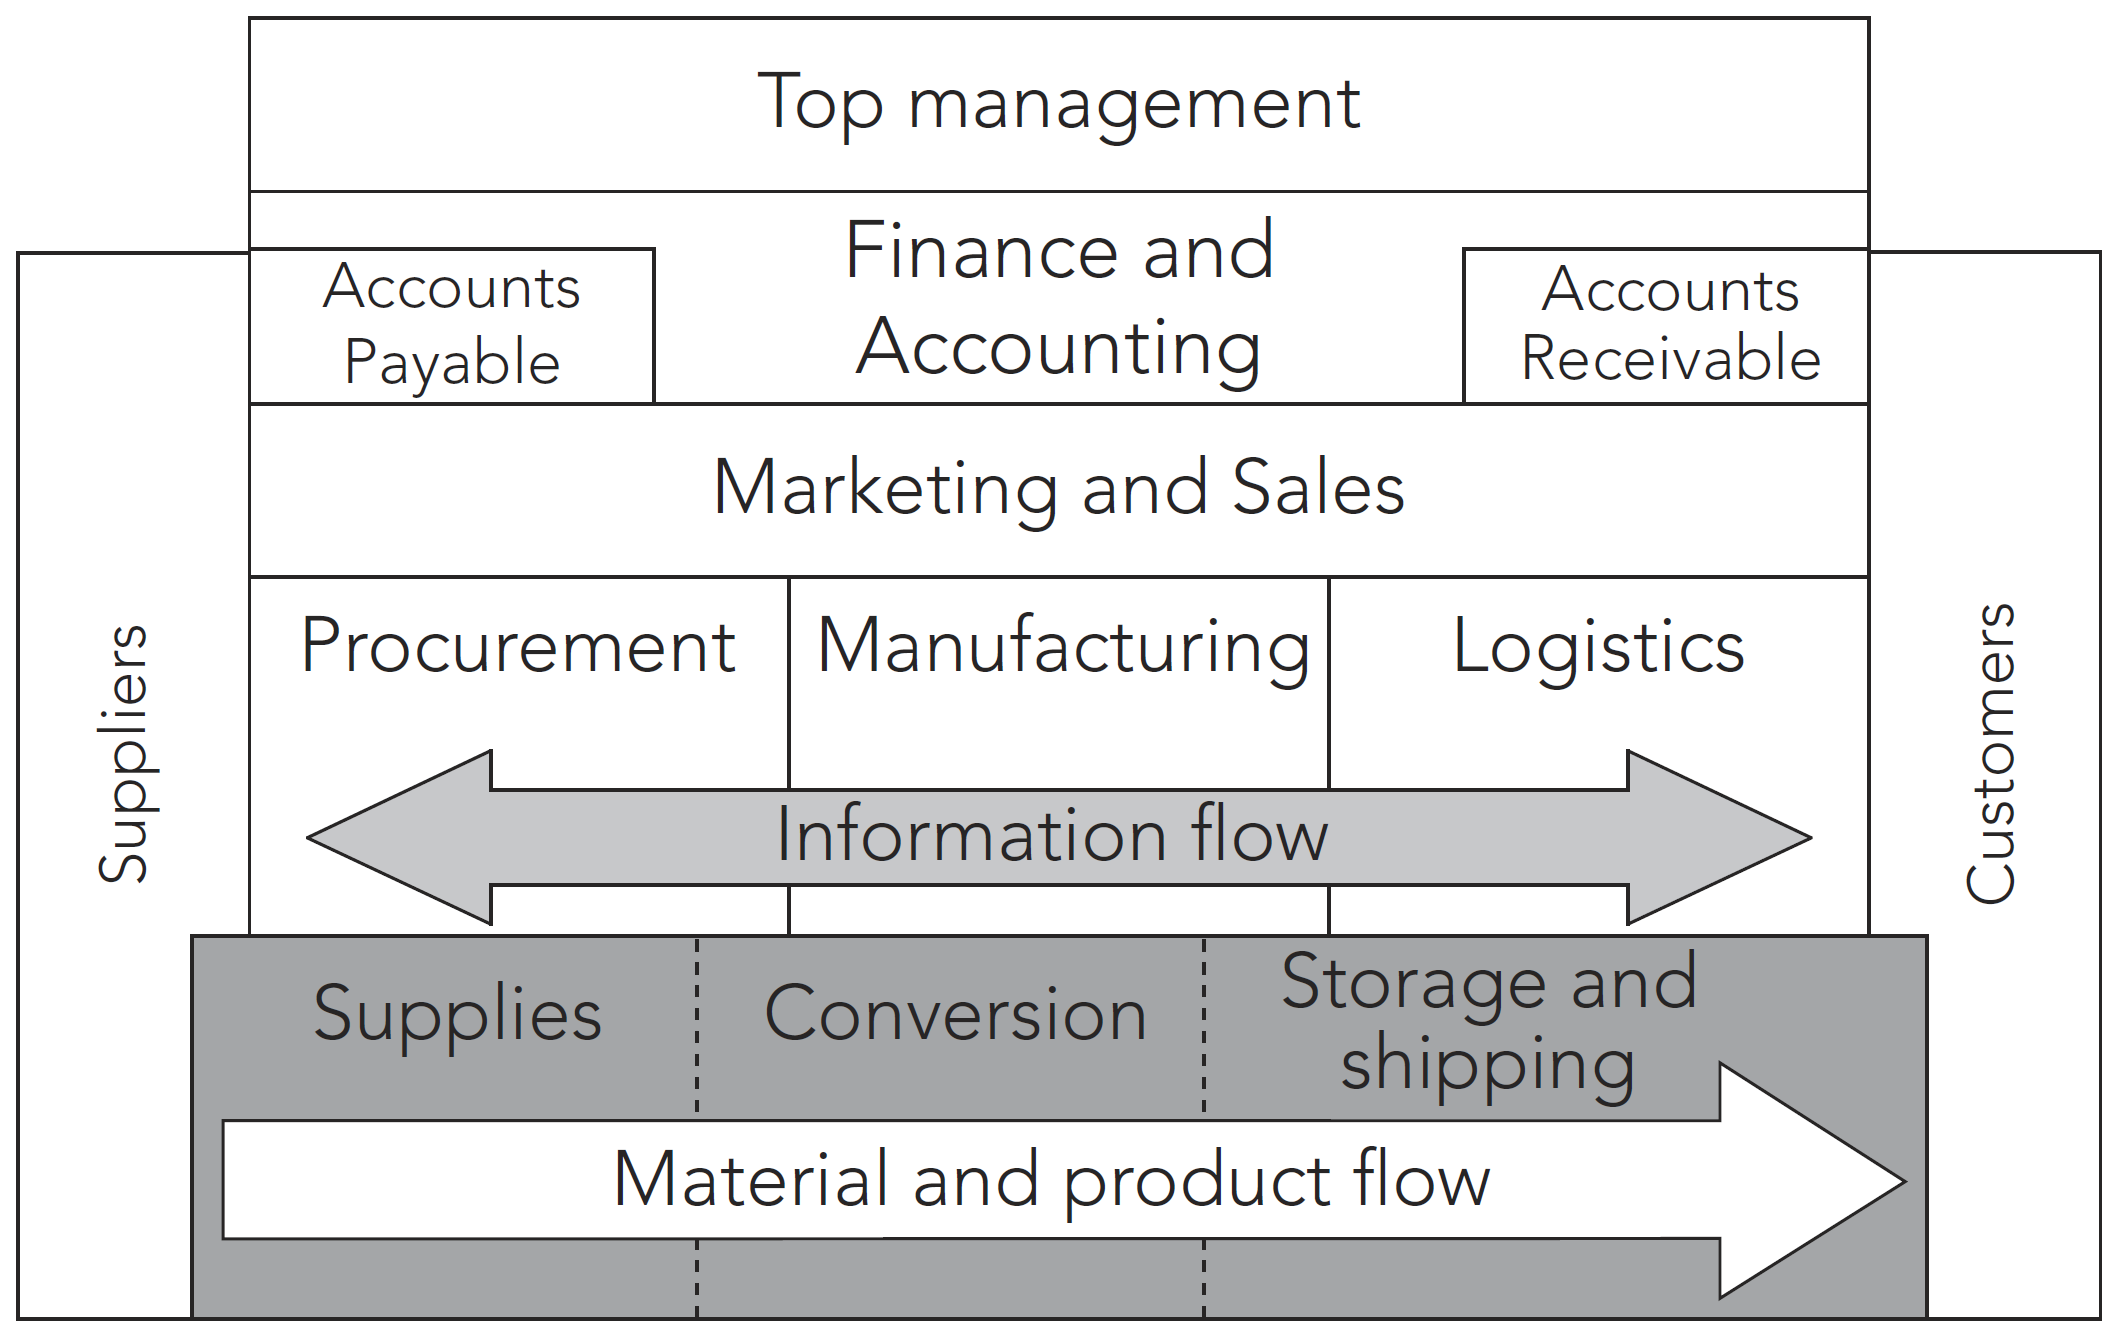 Top management
Finance and
Accounting
Accounts
Payable
Accounts
Receivable
Marketing and Sales
Suppliers
Procurement
Manufacturing
Logistics
Customers
Information flow
Supplies
Conversion
Storage and
shipping
Material and product flow